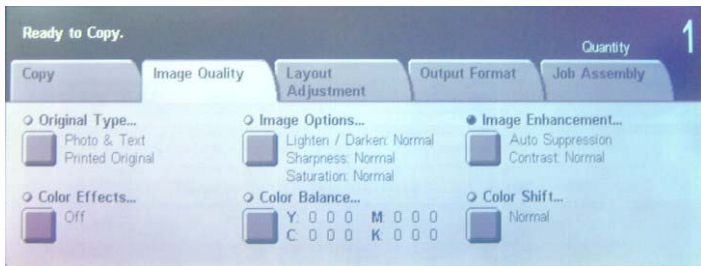 Ready to Copy.
Quantity 1
Copy Image Quality Layout Adjustment Output Format Job Assembly
Original Type... Image Options... Image Enhancement...
Photo & Text Lighten / Darken: Normal Auto Suppression
Printed Original Sharpness: Normal Contrast: Normal
Saturation: Normal
Color Effects... Color Balance... Color Shift...
Off Y: 0 0 0 M: 0 0 0 Normal
C: 0 0 0 K: 0 0 0